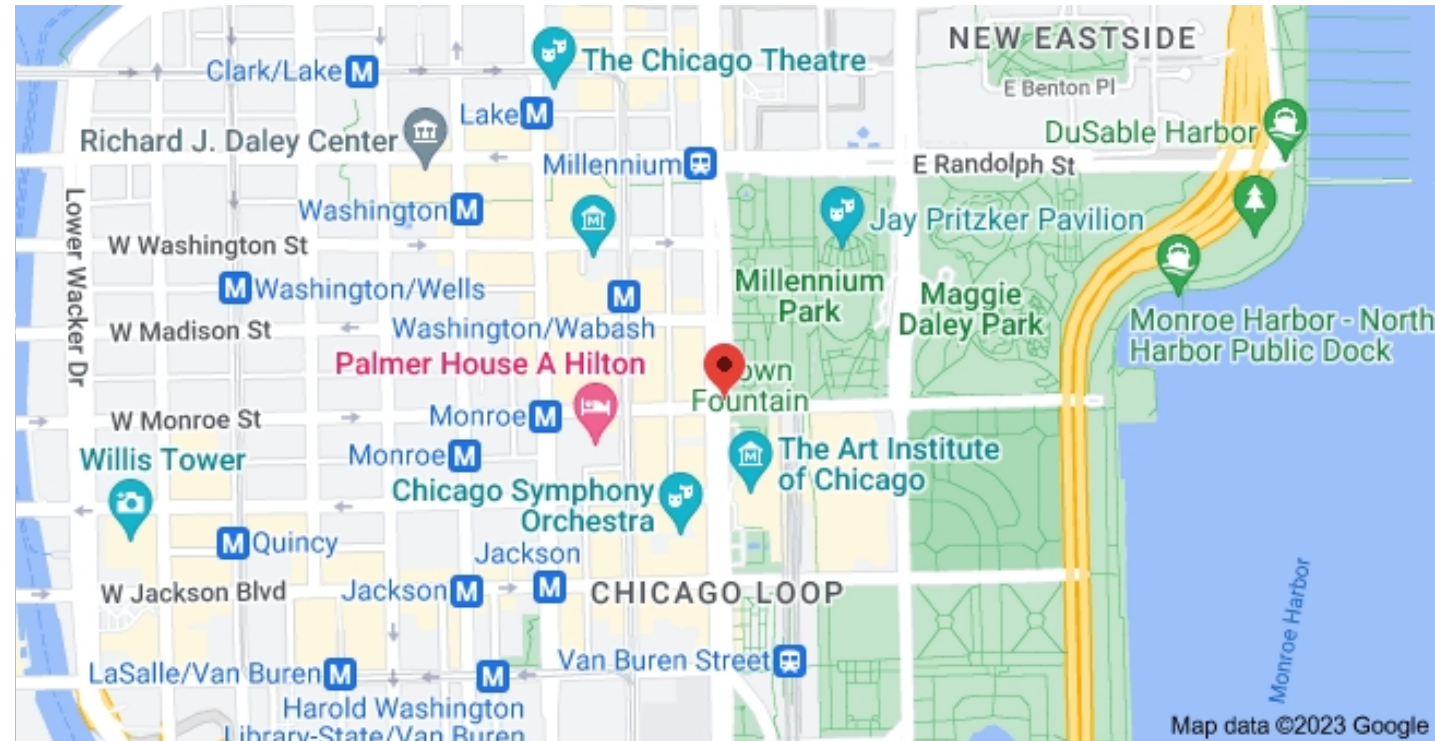 NEW EASTSIDE
The Chicago Theatre
Clark/Lake M
E Benton Pl
Lake M
DuSable Harbor
Richard J. Daley Center
Millennium
E Randolph St
Washington M
Jay Pritzker Pavilion
W Washington St
Lower Wacker Dr
M Washington/Wells
M
Millennium
Park
Maggie
Daley Park
Washington/Wabash
W Madison St
Monroe Harbor - North
Harbor Public Dock
Palmer House A Hilton
Fountain
W Monroe St
Monroe M
Monroe M
Willis Tower
The Art Institute
of Chicago
Chicago Symphony
Orchestra
M Quincy
Jackson
M
W Jackson Blvd
Jackson M
CHICAGO LOOP
Monroe Harbor
Van Buren Street
LaSalle/Van Buren M
M
Harold Washington
Library-State/Van Buren
Map data ©2023 Google